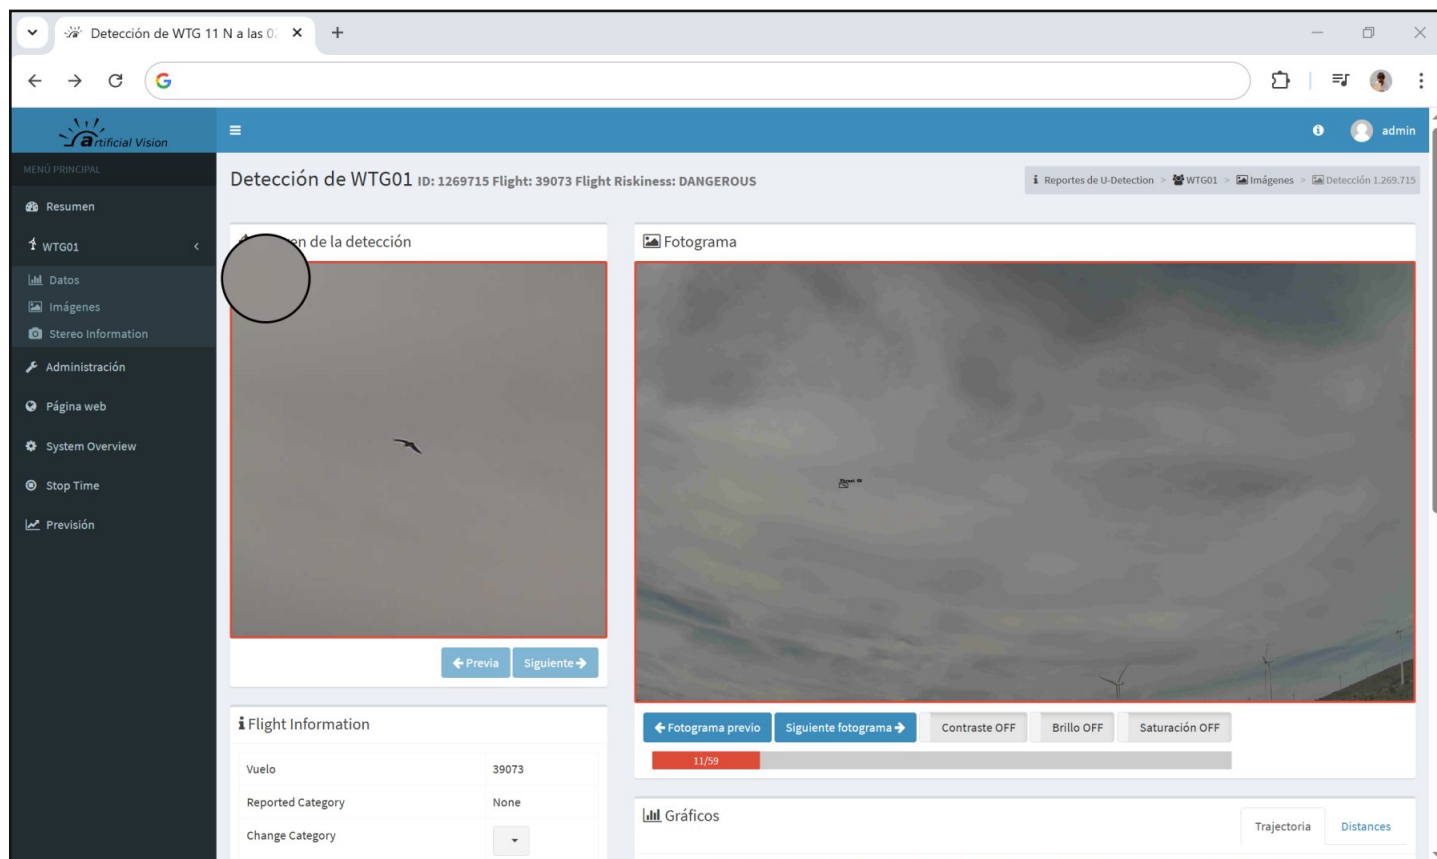 Detección de WTG 11 N a las 02
artificial Vision
admin
MENÚ PRINCIPAL
Resumen
WTG01
Datos
Imágenes
Stereo Information
Administración
Página web
System Overview
Stop Time
Previsión
Detección de WTG01 ID: 1269715 Flight: 39073 Flight Riskiness: DANGEROUS
Reportes de U-Detection > WTG01 > Imágenes > Detección 1.269.715
en de la detección
Previa Siguiente
Flight Information
Vuelo 39073
Reported Category None
Change Category
Fotograma
Fotograma previo Siguiente fotograma Contraste OFF Brillo OFF Saturación OFF
11/59
Gráficos
Trajectoria Distances